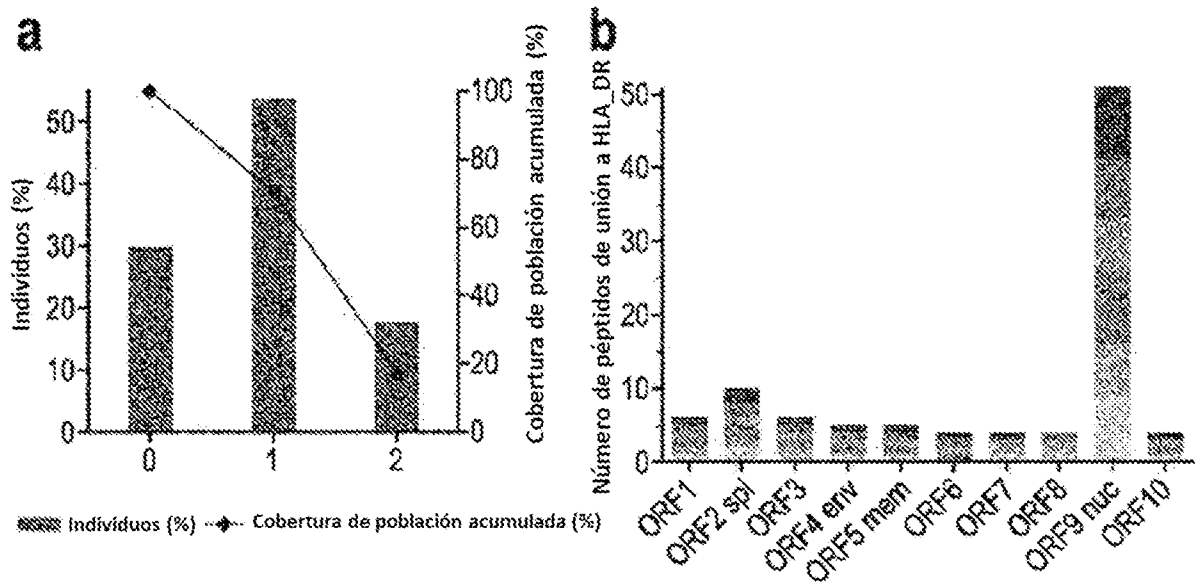 a
Individuos (%)
50
40
30
20
10
0
0
1
2
100
80
60
40
20
0
Cobertura de población acumulada (%)
Individuos (%)
Cobertura de población acumulada (%)
b
Número de péptidos de unión a HLA_DR
50
40
30
20
10
0
ORF1
ORF2 spi
ORF3
ORF4 env
ORF5 mem
ORF6
ORF7
ORF8
ORF9 nuc
ORF10